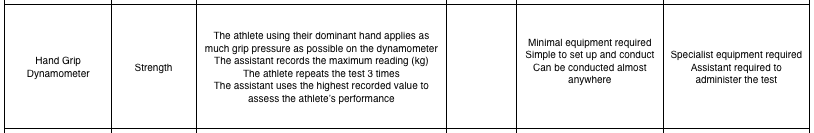 Hand Grip
Dynamometer
Strength
The athlete using their dominant hand applies as
much grip pressure as possible on the dynamometer
The assistant records the maximum reading (kg)
The athlete repeats the test 3 times
The assistant uses the highest recorded value to
assess the athlete's performance
Minimal equipment required
Simple to set up and conduct
Can be conducted almost
anywhere
Specialist equipment required
Assistant required to
administer the test